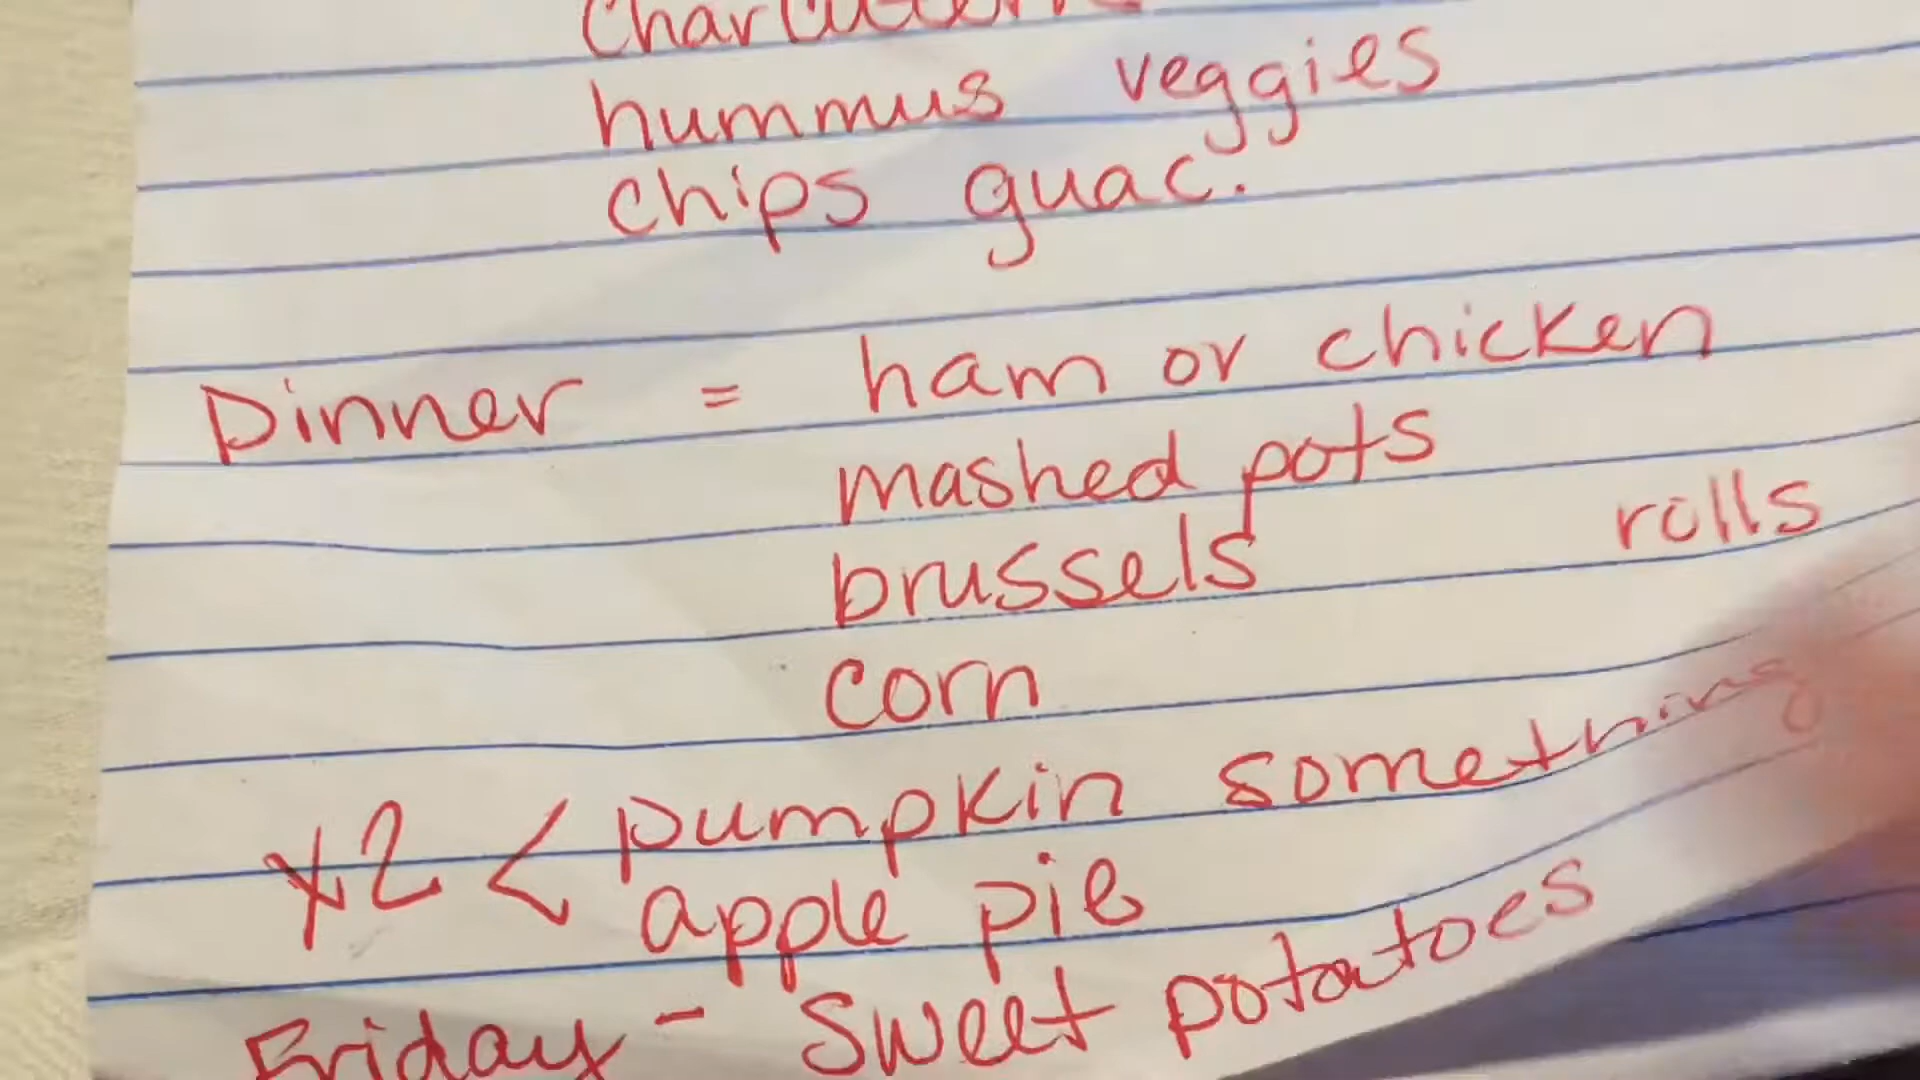 hummus veggies
chips guac.
Dinner = ham or chicken
mashed pots
brussels rolls
corn
x2 < pumpkin something
apple pie
Friday - Sweet potatoes